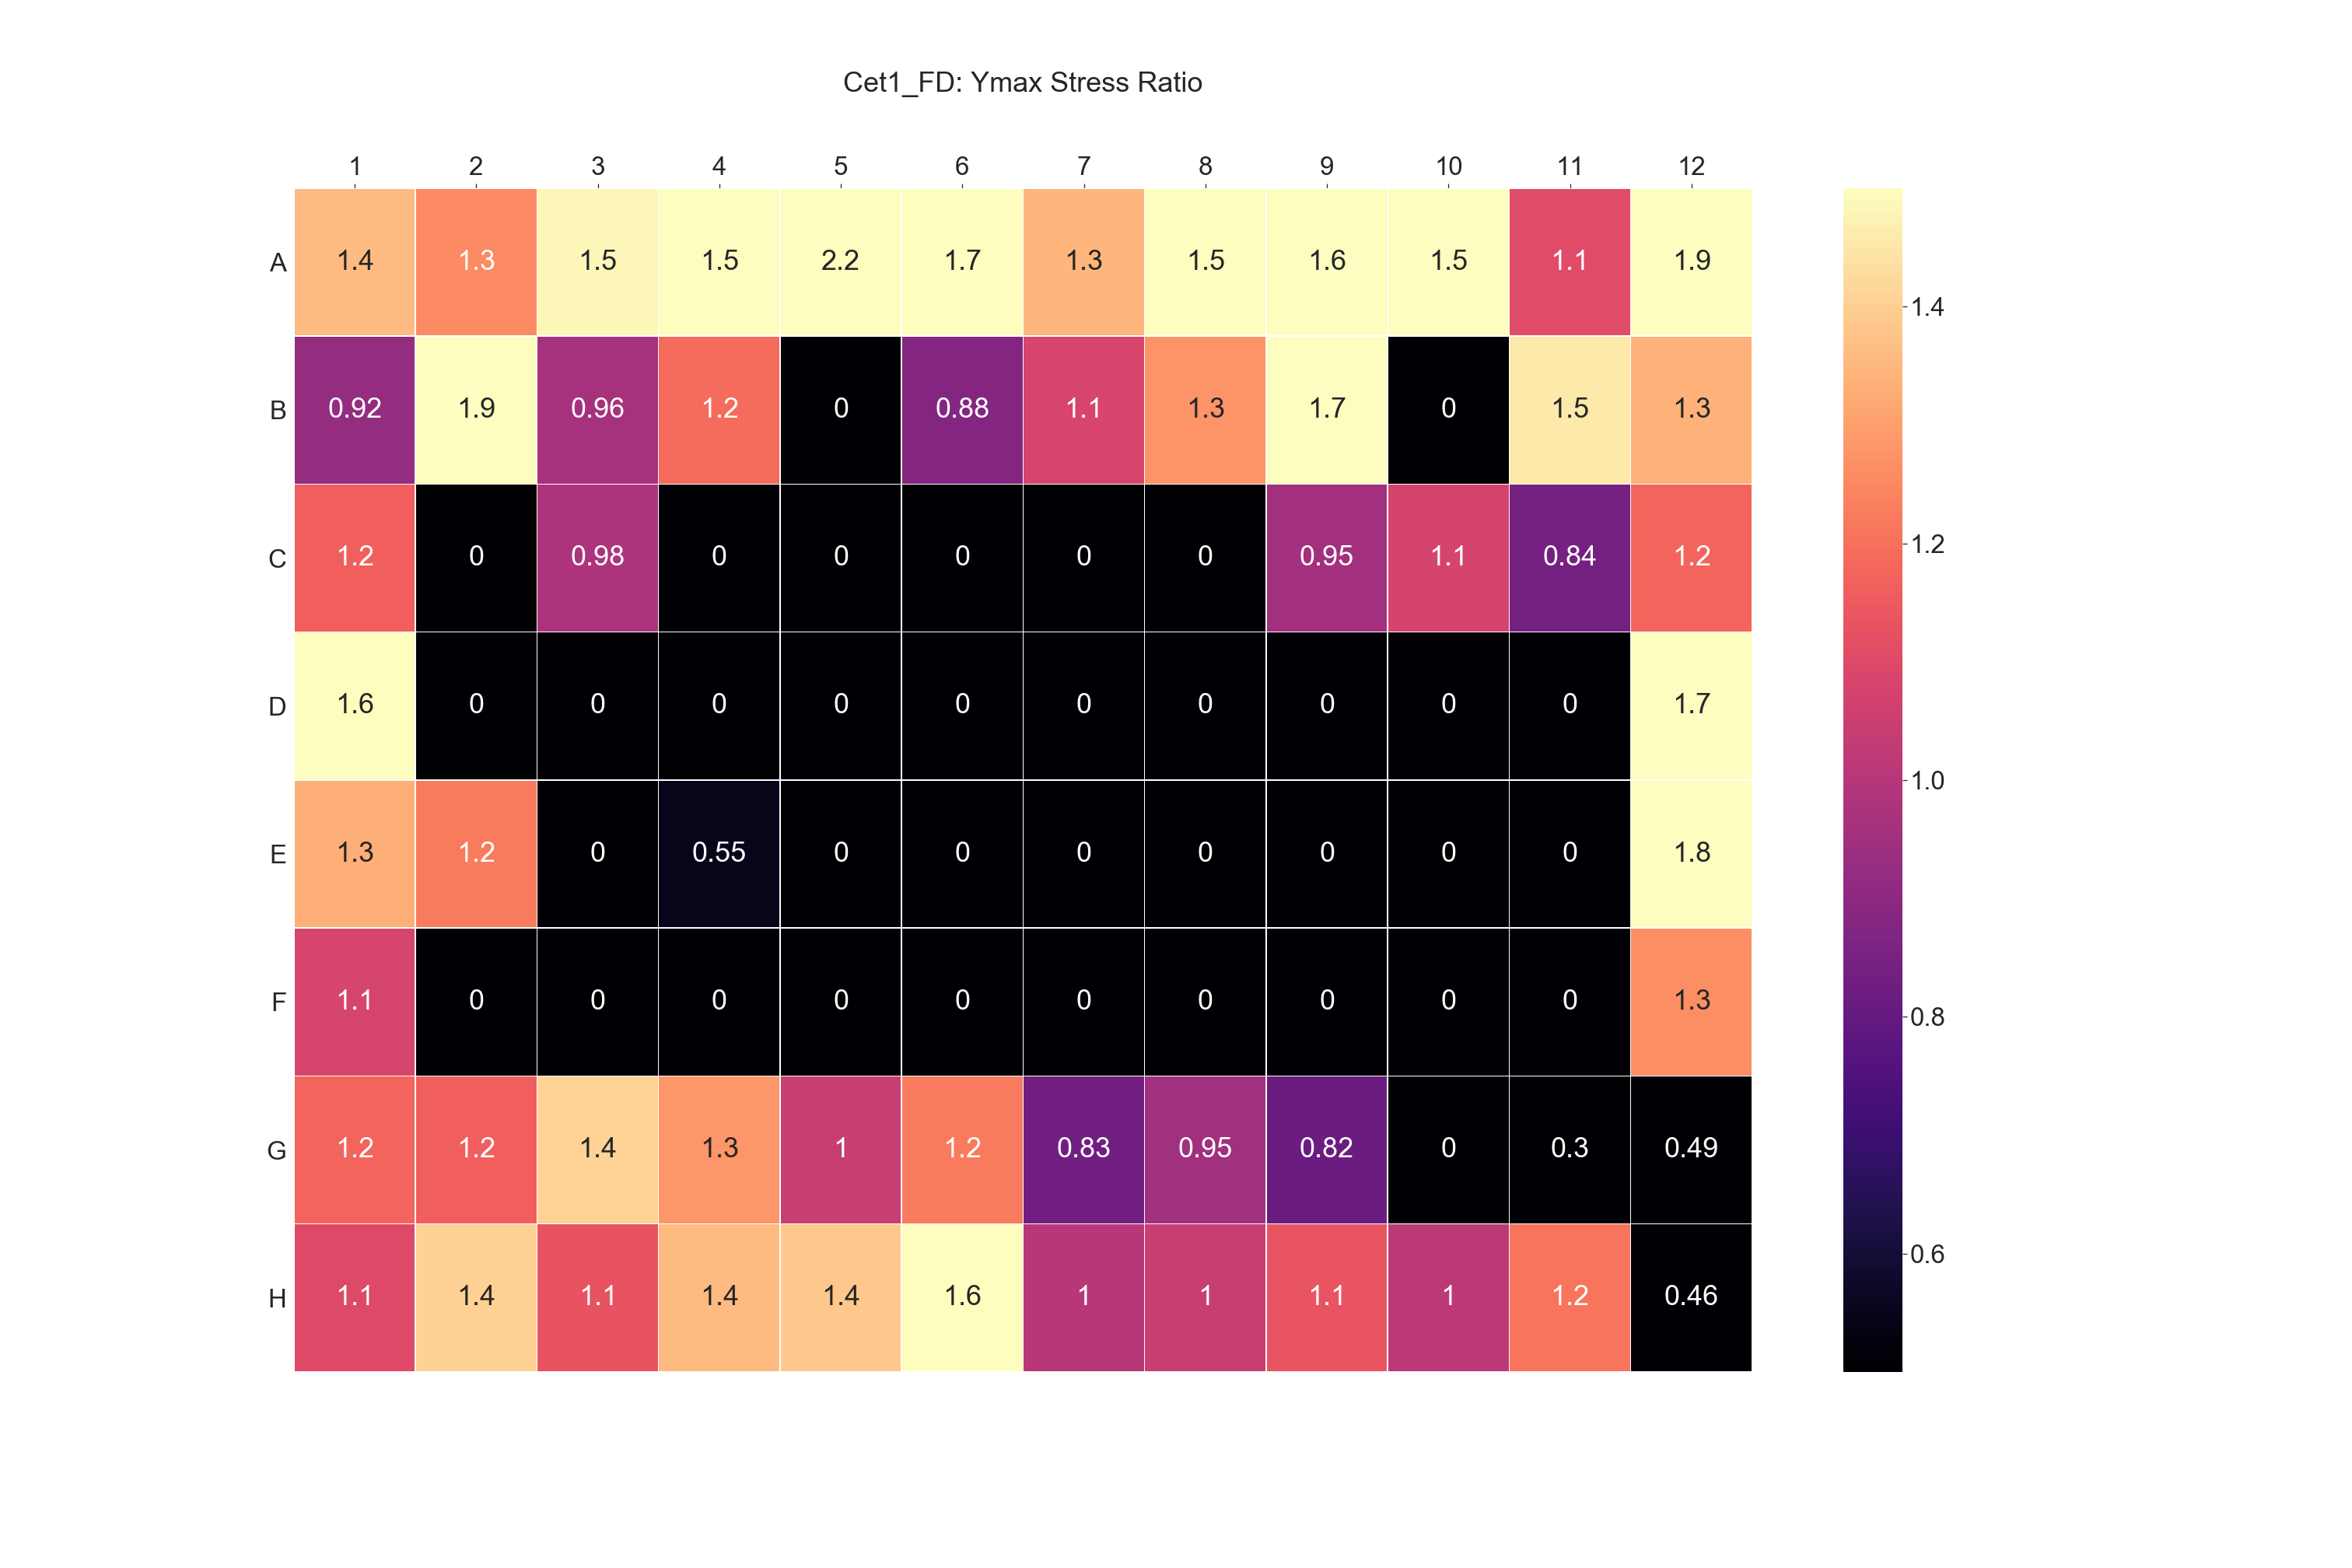 Cet1_FD: Ymax Stress Ratio
1 2 3 4 5 6 7 8 9 10 11 12
A 1.4 1.3 1.5 1.5 2.2 1.7 1.3 1.5 1.6 1.5 1.1 1.9
1.4
B 0.92 1.9 0.96 1.2 0 0.88 1.1 1.3 1.7 0 1.5 1.3
1.2
C 1.2 0 0.98 0 0 0 0 0 0.95 1.1 0.84 1.2
D 1.6 0 0 0 0 0 0 0 0 0 0 1.7
1.0
E 1.3 1.2 0 0.55 0 0 0 0 0 0 0 1.8
F 1.1 0 0 0 0 0 0 0 0 0 0 1.3
0.8
G 1.2 1.2 1.4 1.3 1 1.2 0.83 0.95 0.82 0 0.3 0.49
0.6
H 1.1 1.4 1.1 1.4 1.4 1.6 1 1 1.1 1 1.2 0.46